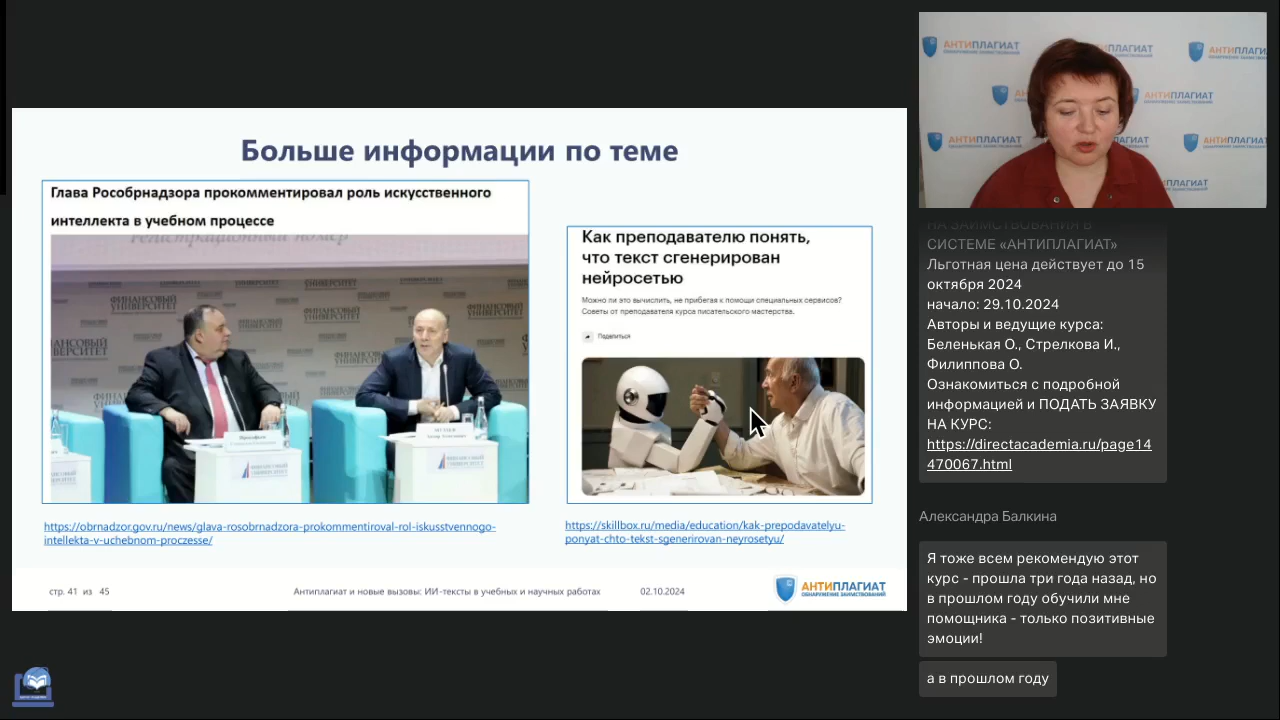 Больше информации по теме
Глава Рособрнадзора прокомментировал роль искусственного
интеллекта в учебном процессе
Регистрационный номер
ФИНАНСОВЫЙ
УНИВЕРСИТЕТ
https://obrnadzor.gov.ru/news/glava-rosobrnadzora-prokommentiroval-rol-iskusstvennogo-
intellekta-v-uchebnom-proczesse/
Как преподавателю понять,
что текст сгенерирован
нейросетью
Можно ли это вычислить, не прибегая к помощи специальных сервисов?
Советы от преподавателя курса писательского мастерства.
Поделиться
https://skillbox.ru/media/education/kak-prepodavatelyu-
ponyat-chto-tekst-sgenerirovan-neyrosetyu/
стр. 41 из 45
Антиплагиат и новые вызовы: ИИ-тексты в учебных и научных работах
02.10.2024
АНТИПЛАГИАТ
ОБНАРУЖЕНИЕ ЗАИМСТВОВАНИЙ
АНТИПЛАГИАТ
ОБНАРУЖЕНИЕ ЗАИМСТВОВАНИЙ
НА ЗАИМСТВОВАНИЯ В
СИСТЕМЕ «АНТИПЛАГИАТ»
Льготная цена действует до 15
октября 2024
начало: 29.10.2024
Авторы и ведущие курса:
Беленькая О., Стрелкова И.,
Филиппова О.
Ознакомиться с подробной
информацией и ПОДАТЬ ЗАЯВКУ
НА КУРС:
https://directacademia.ru/page14
470067.html
Александра Балкина
Я тоже всем рекомендую этот
курс - прошла три года назад, но
в прошлом году обучили мне
помощника - только позитивные
эмоции!
а в прошлом году